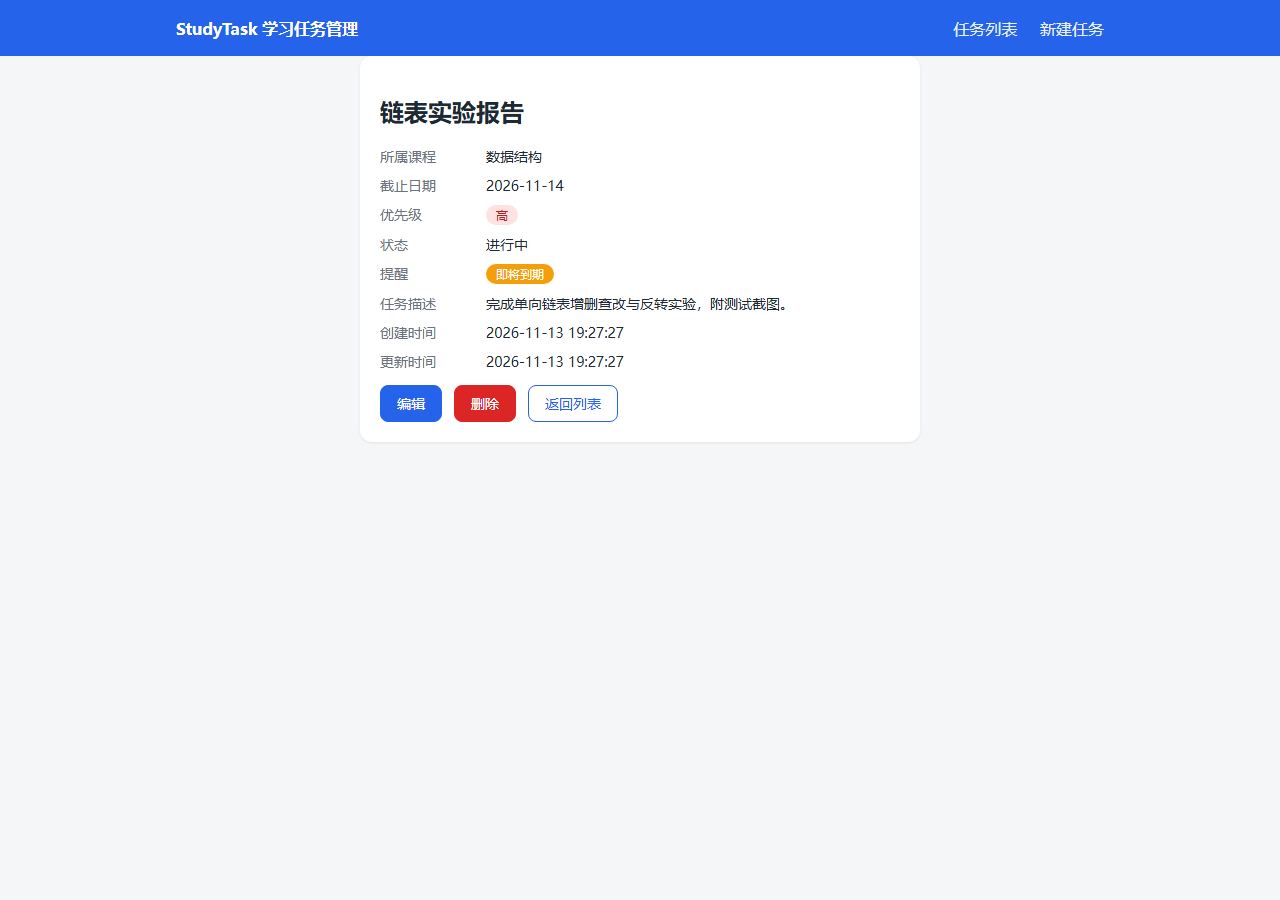 StudyTask 学习任务管理 任务列表 新建任务
链表实验报告
所属课程 数据结构
截止日期 2026-11-14
优先级 高
状态 进行中
提醒 即将到期
任务描述 完成单向链表增删查改与反转实验，附测试截图。
创建时间 2026-11-13 19:27:27
更新时间 2026-11-13 19:27:27
编辑 删除 返回列表